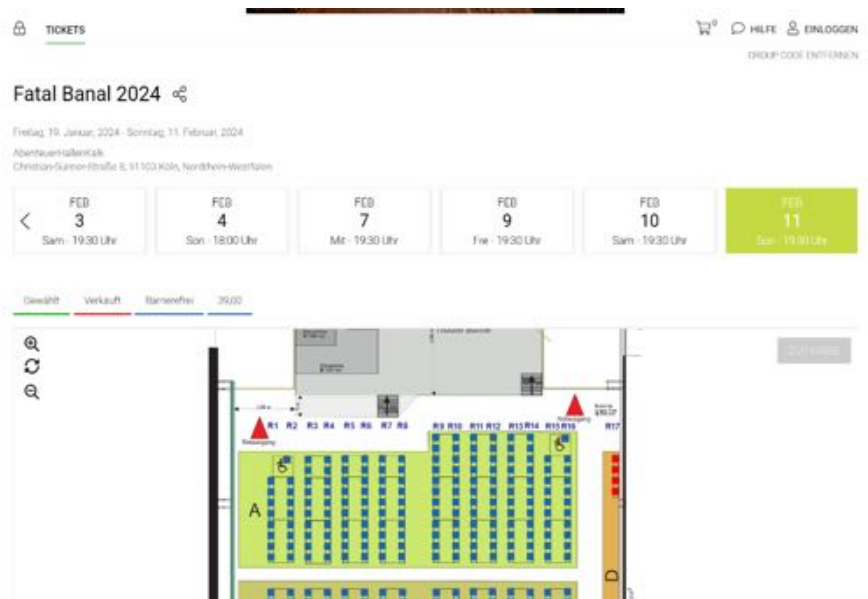 TICKETS
0
HILFE
EINLOGGEN
GROUP CODE ENTFERNEN
Fatal Banal 2024
Freitag, 19. Januar, 2024 - Sonntag, 11. Februar, 2024
AbenteuerHallenKalk
Christian-Sünner-Straße 8, 51103 Köln, Nordrhein-Westfalen
FEB FEB FEB FEB FEB FEB
3 4 7 9 10 11
Sam - 19:30 Uhr Son - 18:00 Uhr Mit - 19:30 Uhr Fre - 19:30 Uhr Sam - 19:30 Uhr Son - 19:30 Uhr
Gewählt Verkauft Barrierefrei 39,00
ZUR KASSE
R1 R2 R3 R4 R5 R6 R7 R8 R9 R10 R11 R12 R13 R14 R15 R16 R17
Notausgang Notausgang
A
D